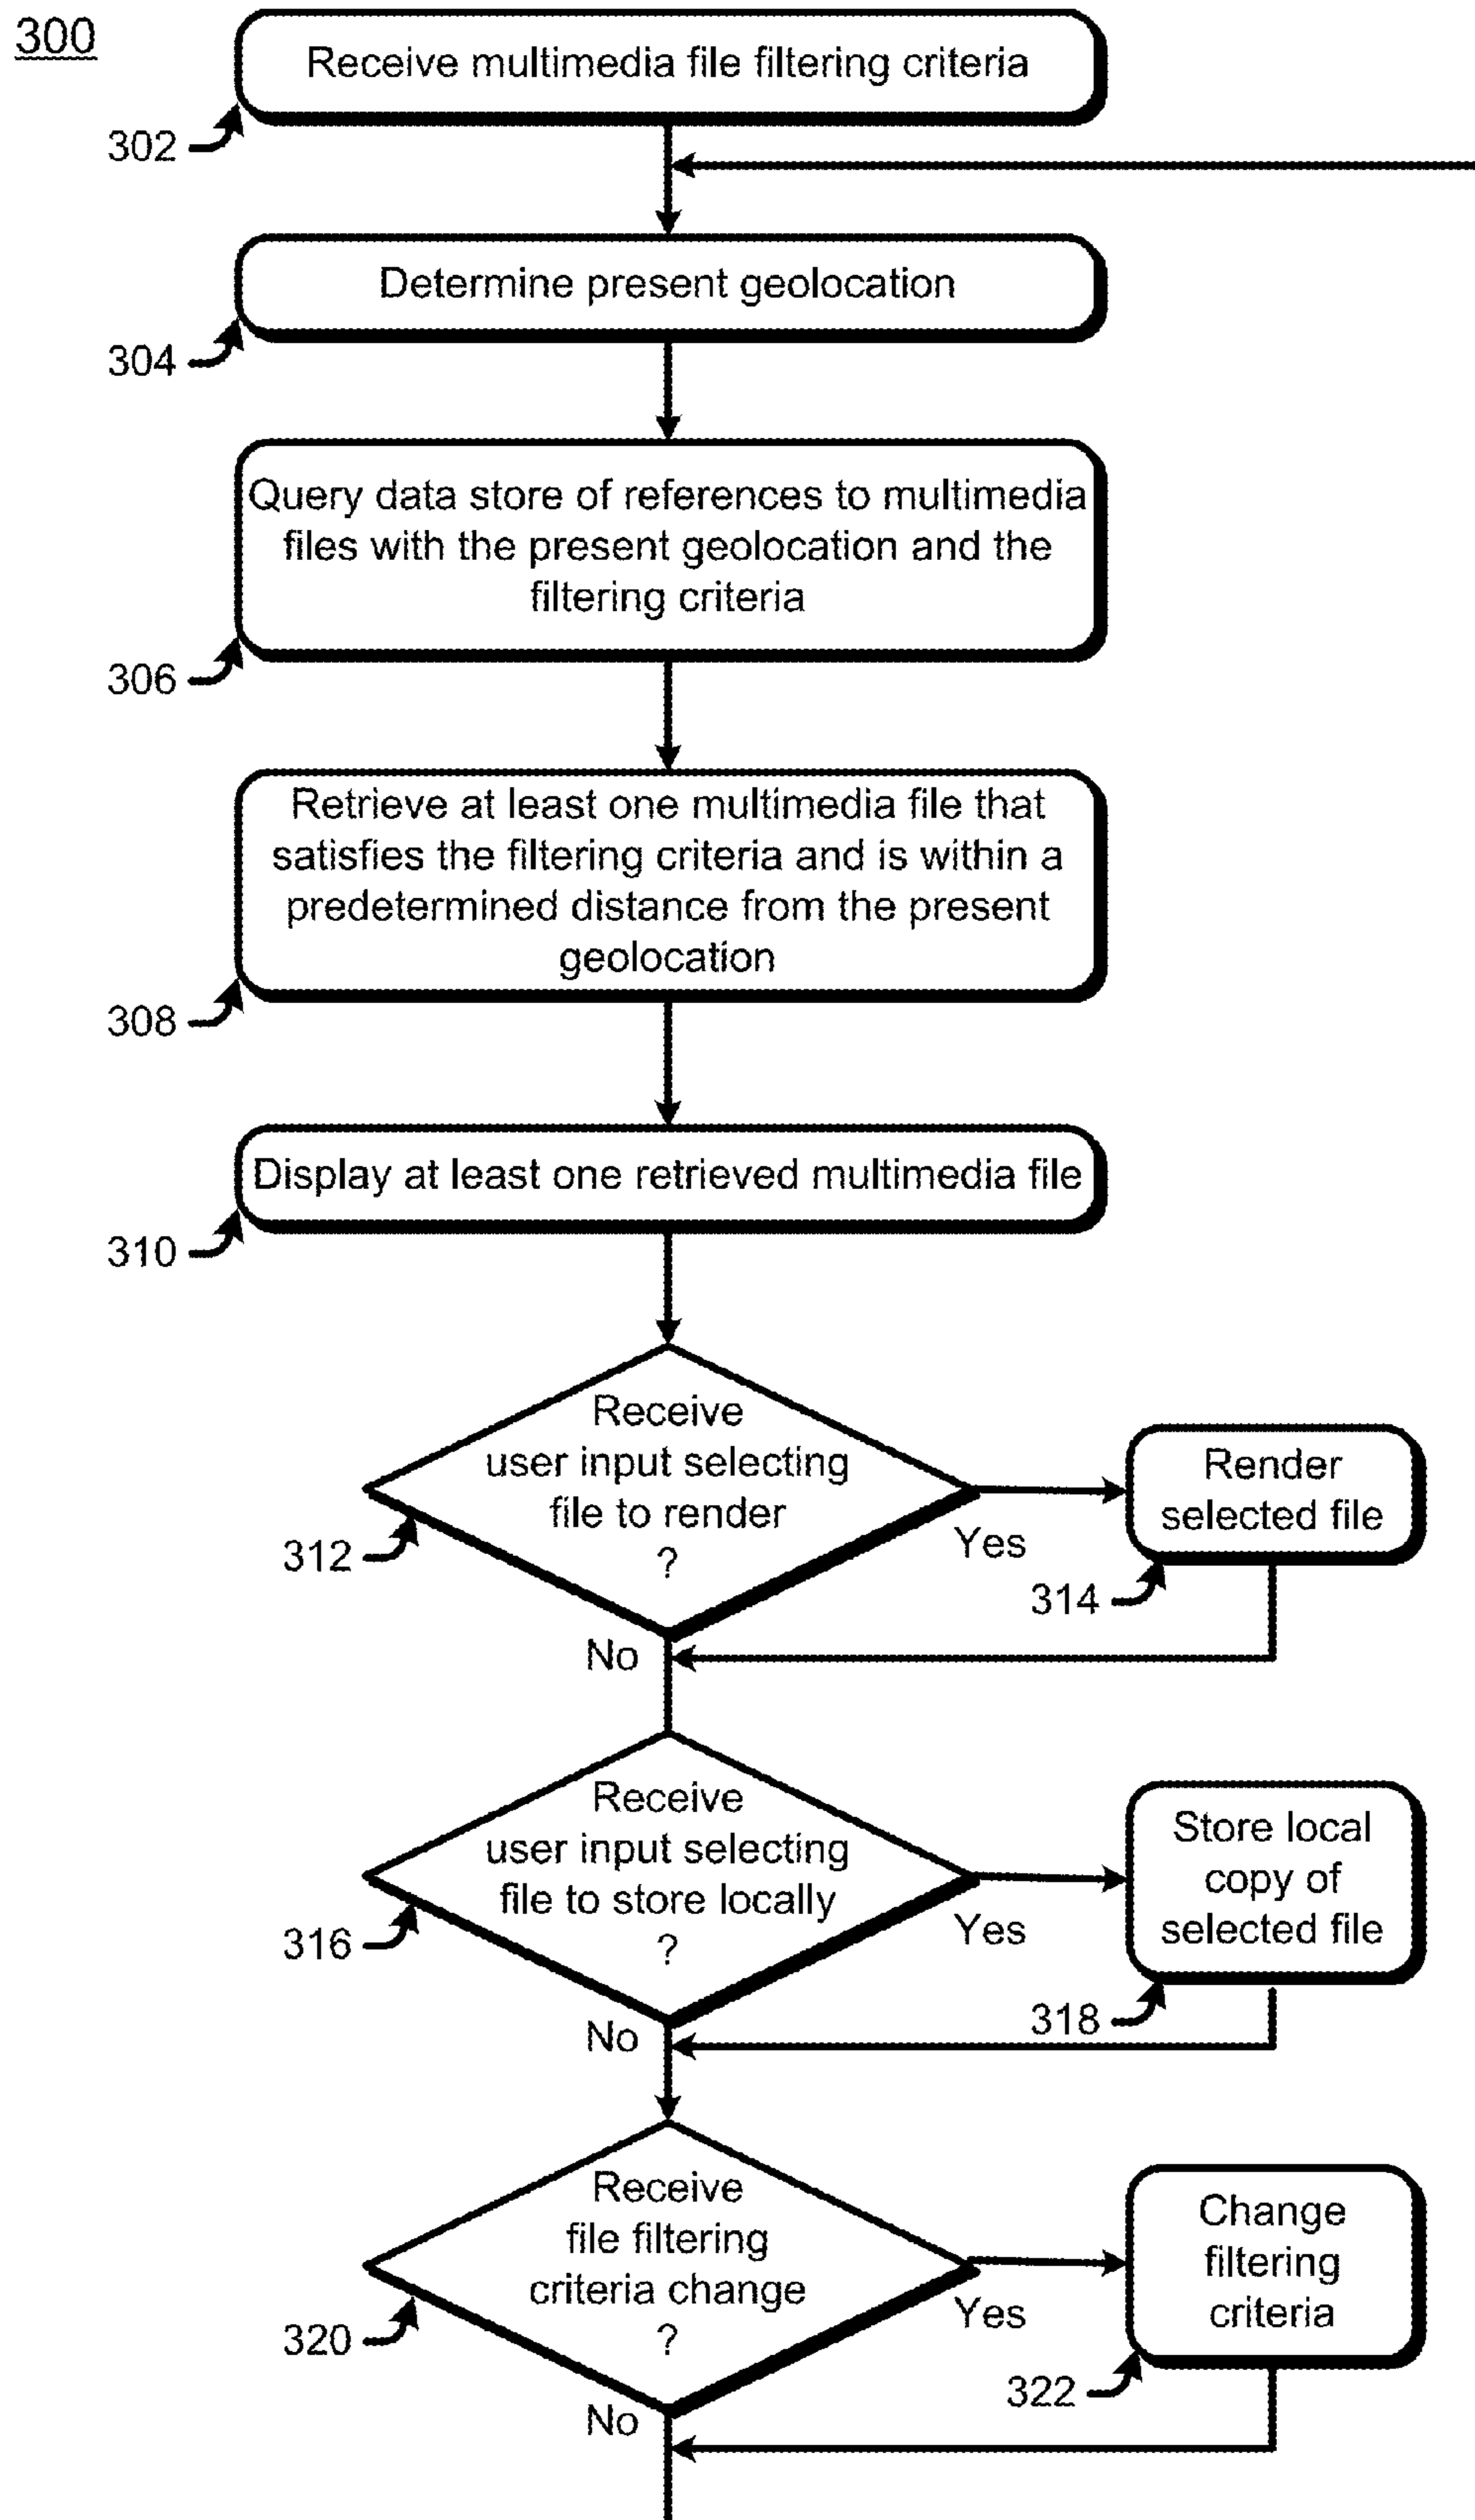 300
Receive multimedia file filtering criteria
302
Determine present geolocation
304
Query data store of references to multimedia
files with the present geolocation and the
filtering criteria
306
Retrieve at least one multimedia file that
satisfies the filtering criteria and is within a
predetermined distance from the present
geolocation
308
Display at least one retrieved multimedia file
310
Receive
user input selecting
file to render
?
312
Yes
Render
selected file
314
No
Receive
user input selecting
file to store locally
?
316
Yes
Store local
copy of
selected file
318
No
Receive
file filtering
criteria change
?
320
Yes
Change
filtering
criteria
322
No